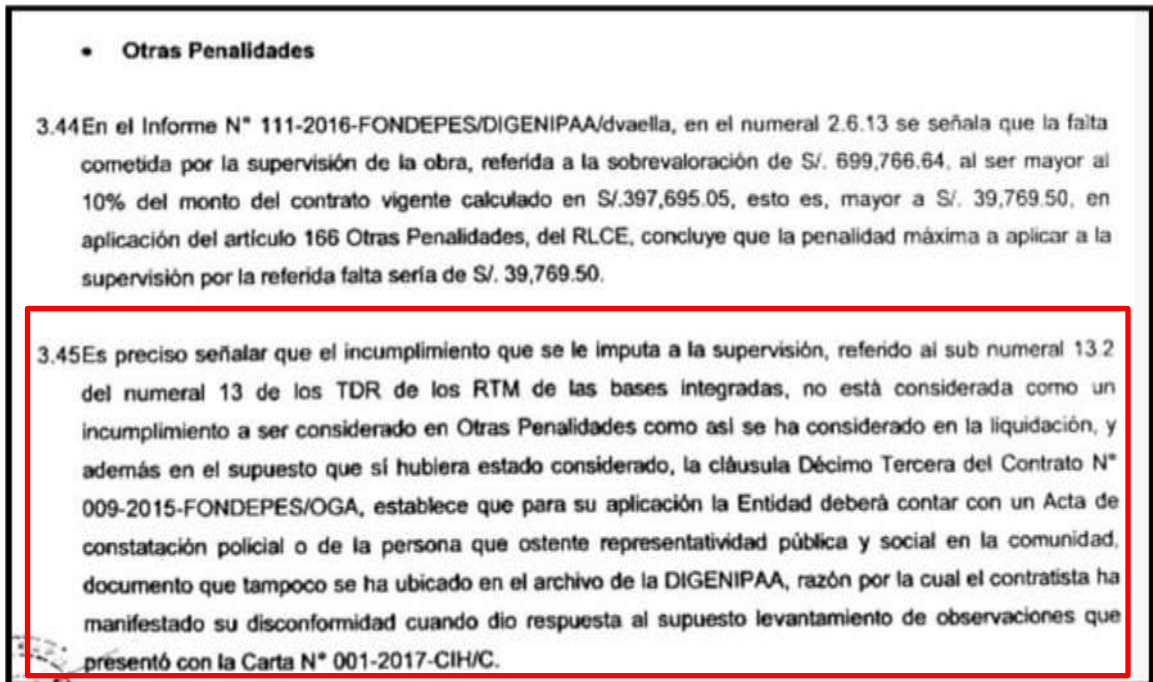 • Otras Penalidades
3.44 En el Informe N° 111-2016-FONDEPES/DIGENIPAA/dvaella, en el numeral 2.6.13 se señala que la falta
cometida por la supervisión de la obra, referida a la sobrevaloración de S/. 699,766.64, al ser mayor al
10% del monto del contrato vigente calculado en S/.397,695.05, esto es, mayor a S/. 39,769.50, en
aplicación del artículo 166 Otras Penalidades, del RLCE, concluye que la penalidad máxima a aplicar a la
supervisión por la referida falta sería de S/. 39,769.50.
3.45 Es preciso señalar que el incumplimiento que se le imputa a la supervisión, referido al sub numeral 13.2
del numeral 13 de los TDR de los RTM de las bases integradas, no está considerada como un
incumplimiento a ser considerado en Otras Penalidades como así se ha considerado en la liquidación, y
además en el supuesto que sí hubiera estado considerado, la cláusula Décimo Tercera del Contrato N°
009-2015-FONDEPES/OGA, establece que para su aplicación la Entidad deberá contar con un Acta de
constatación policial o de la persona que ostente representatividad pública y social en la comunidad,
documento que tampoco se ha ubicado en el archivo de la DIGENIPAA, razón por la cual el contratista ha
manifestado su disconformidad cuando dio respuesta al supuesto levantamiento de observaciones que
presentó con la Carta N° 001-2017-CIH/C.